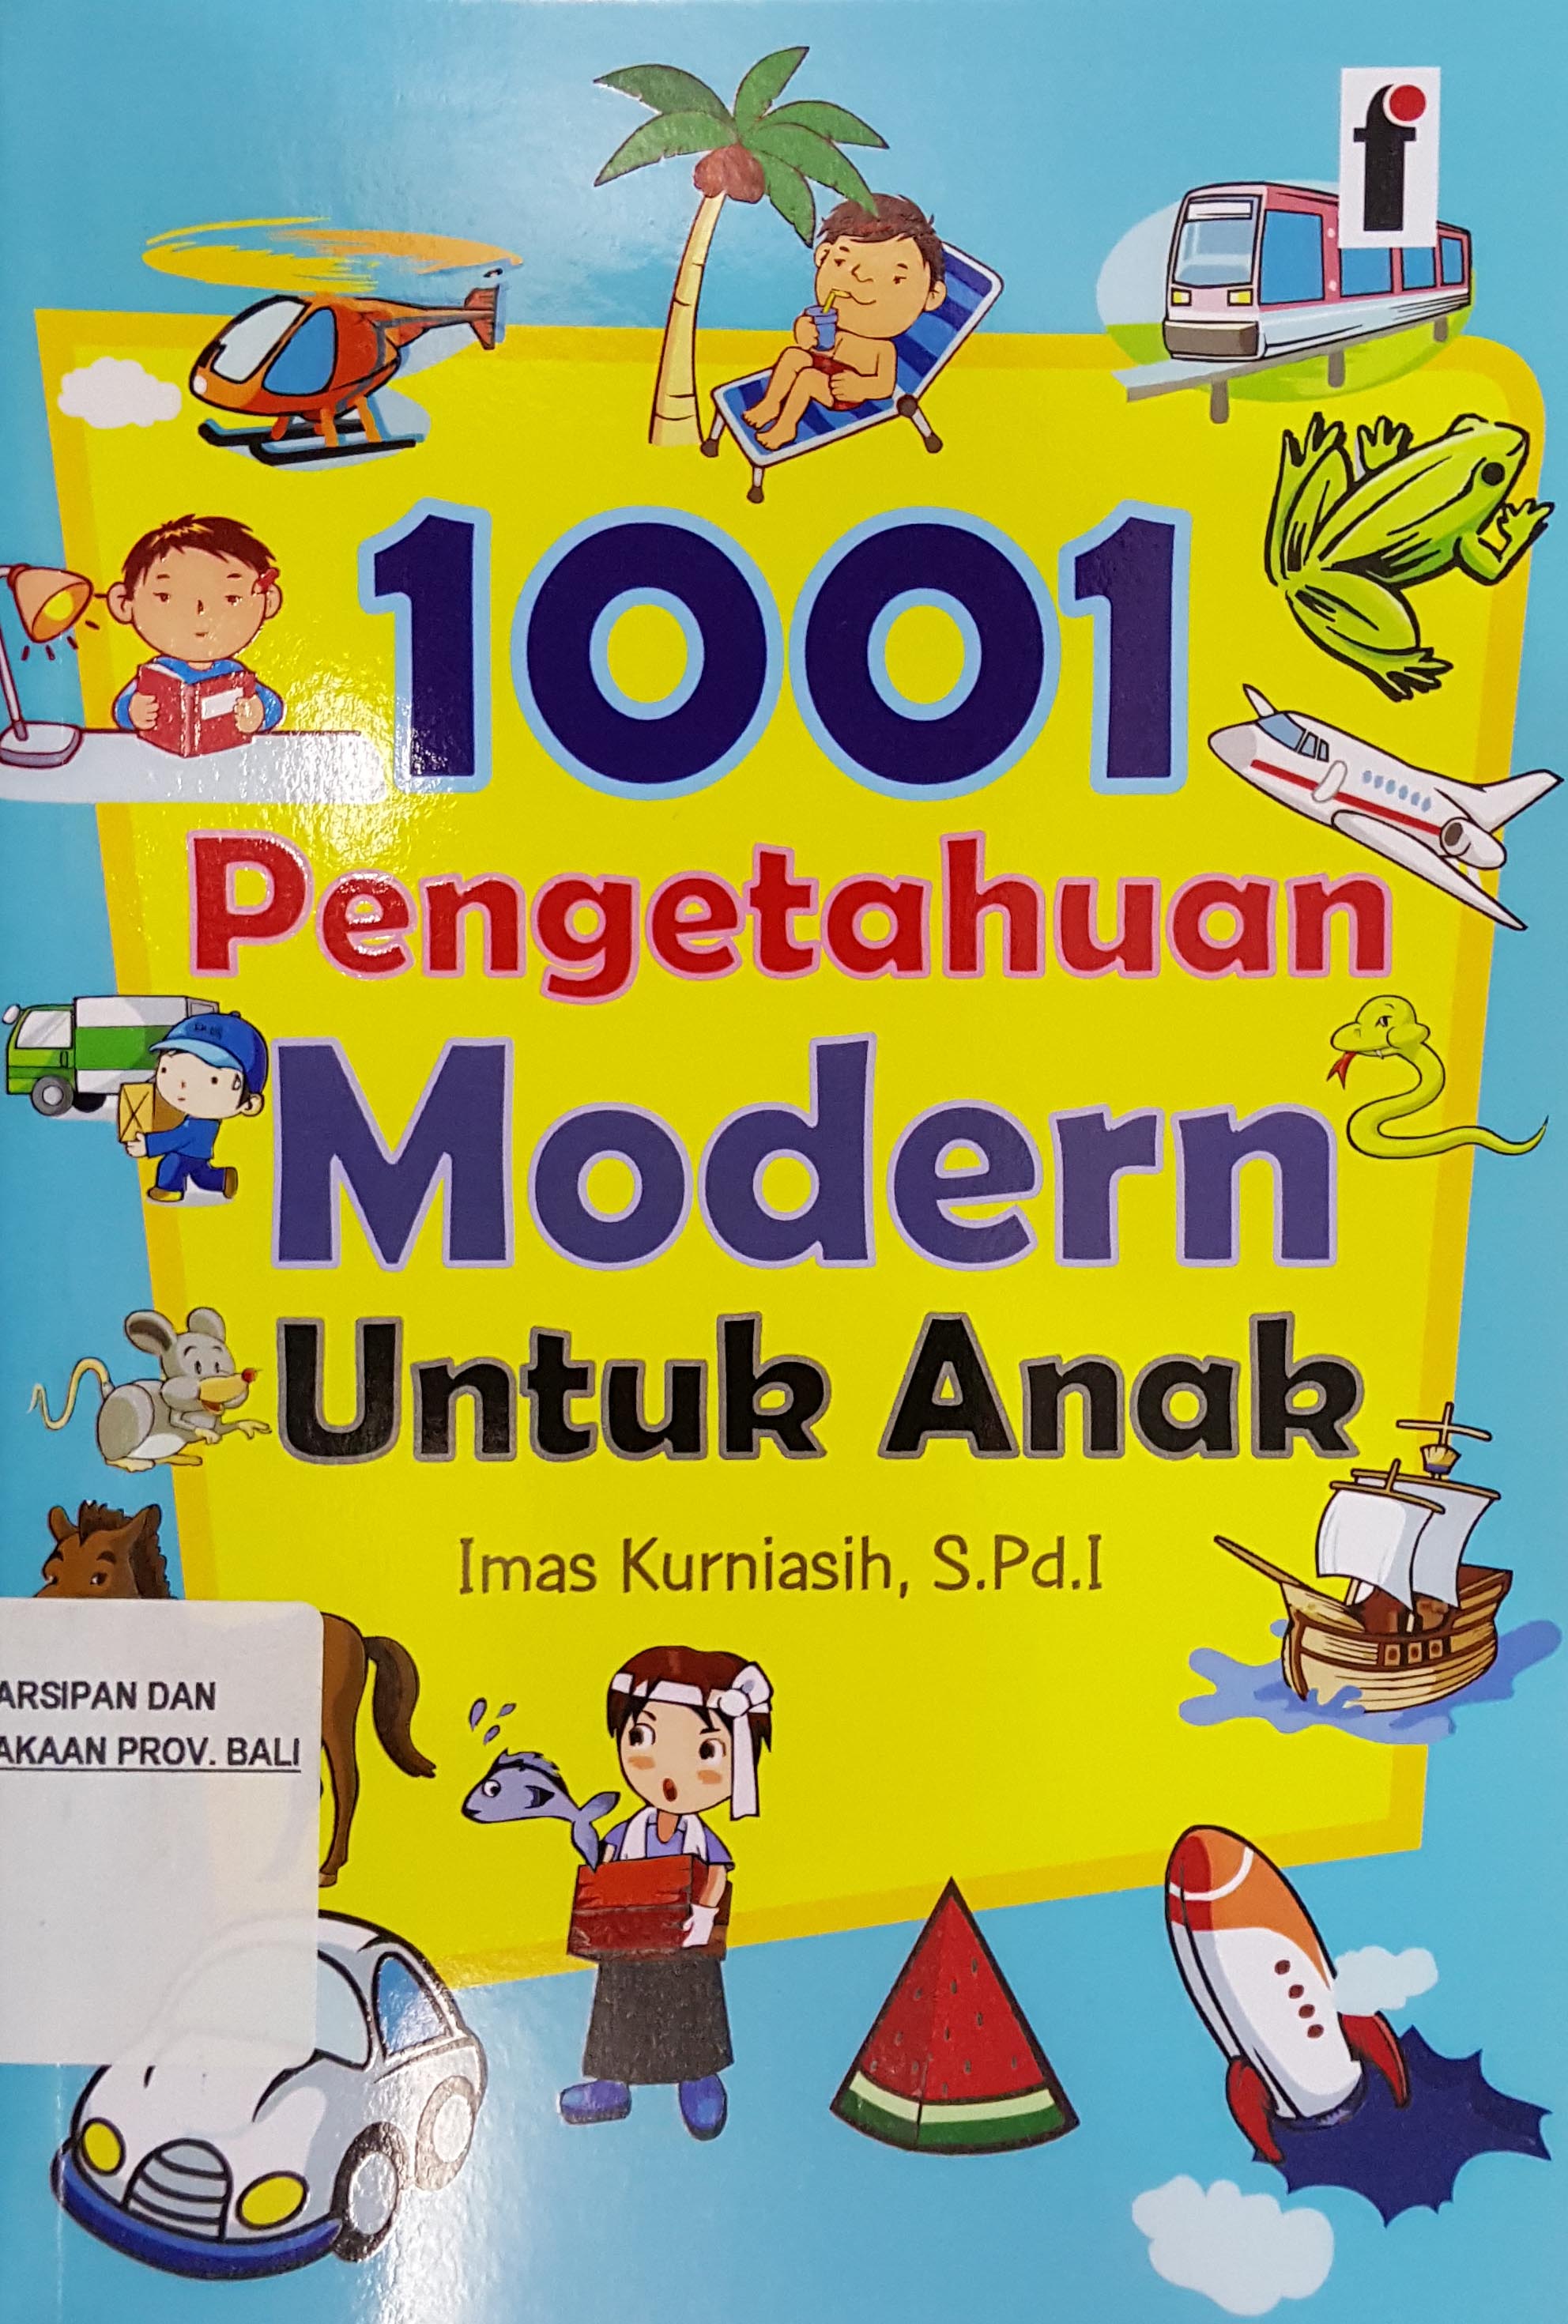 f
1001
Pengetahuan
Modern
Untuk Anak
Imas Kurniasih, S.Pd.I
ARSIPAN DAN
AKAAN PROV. BALI